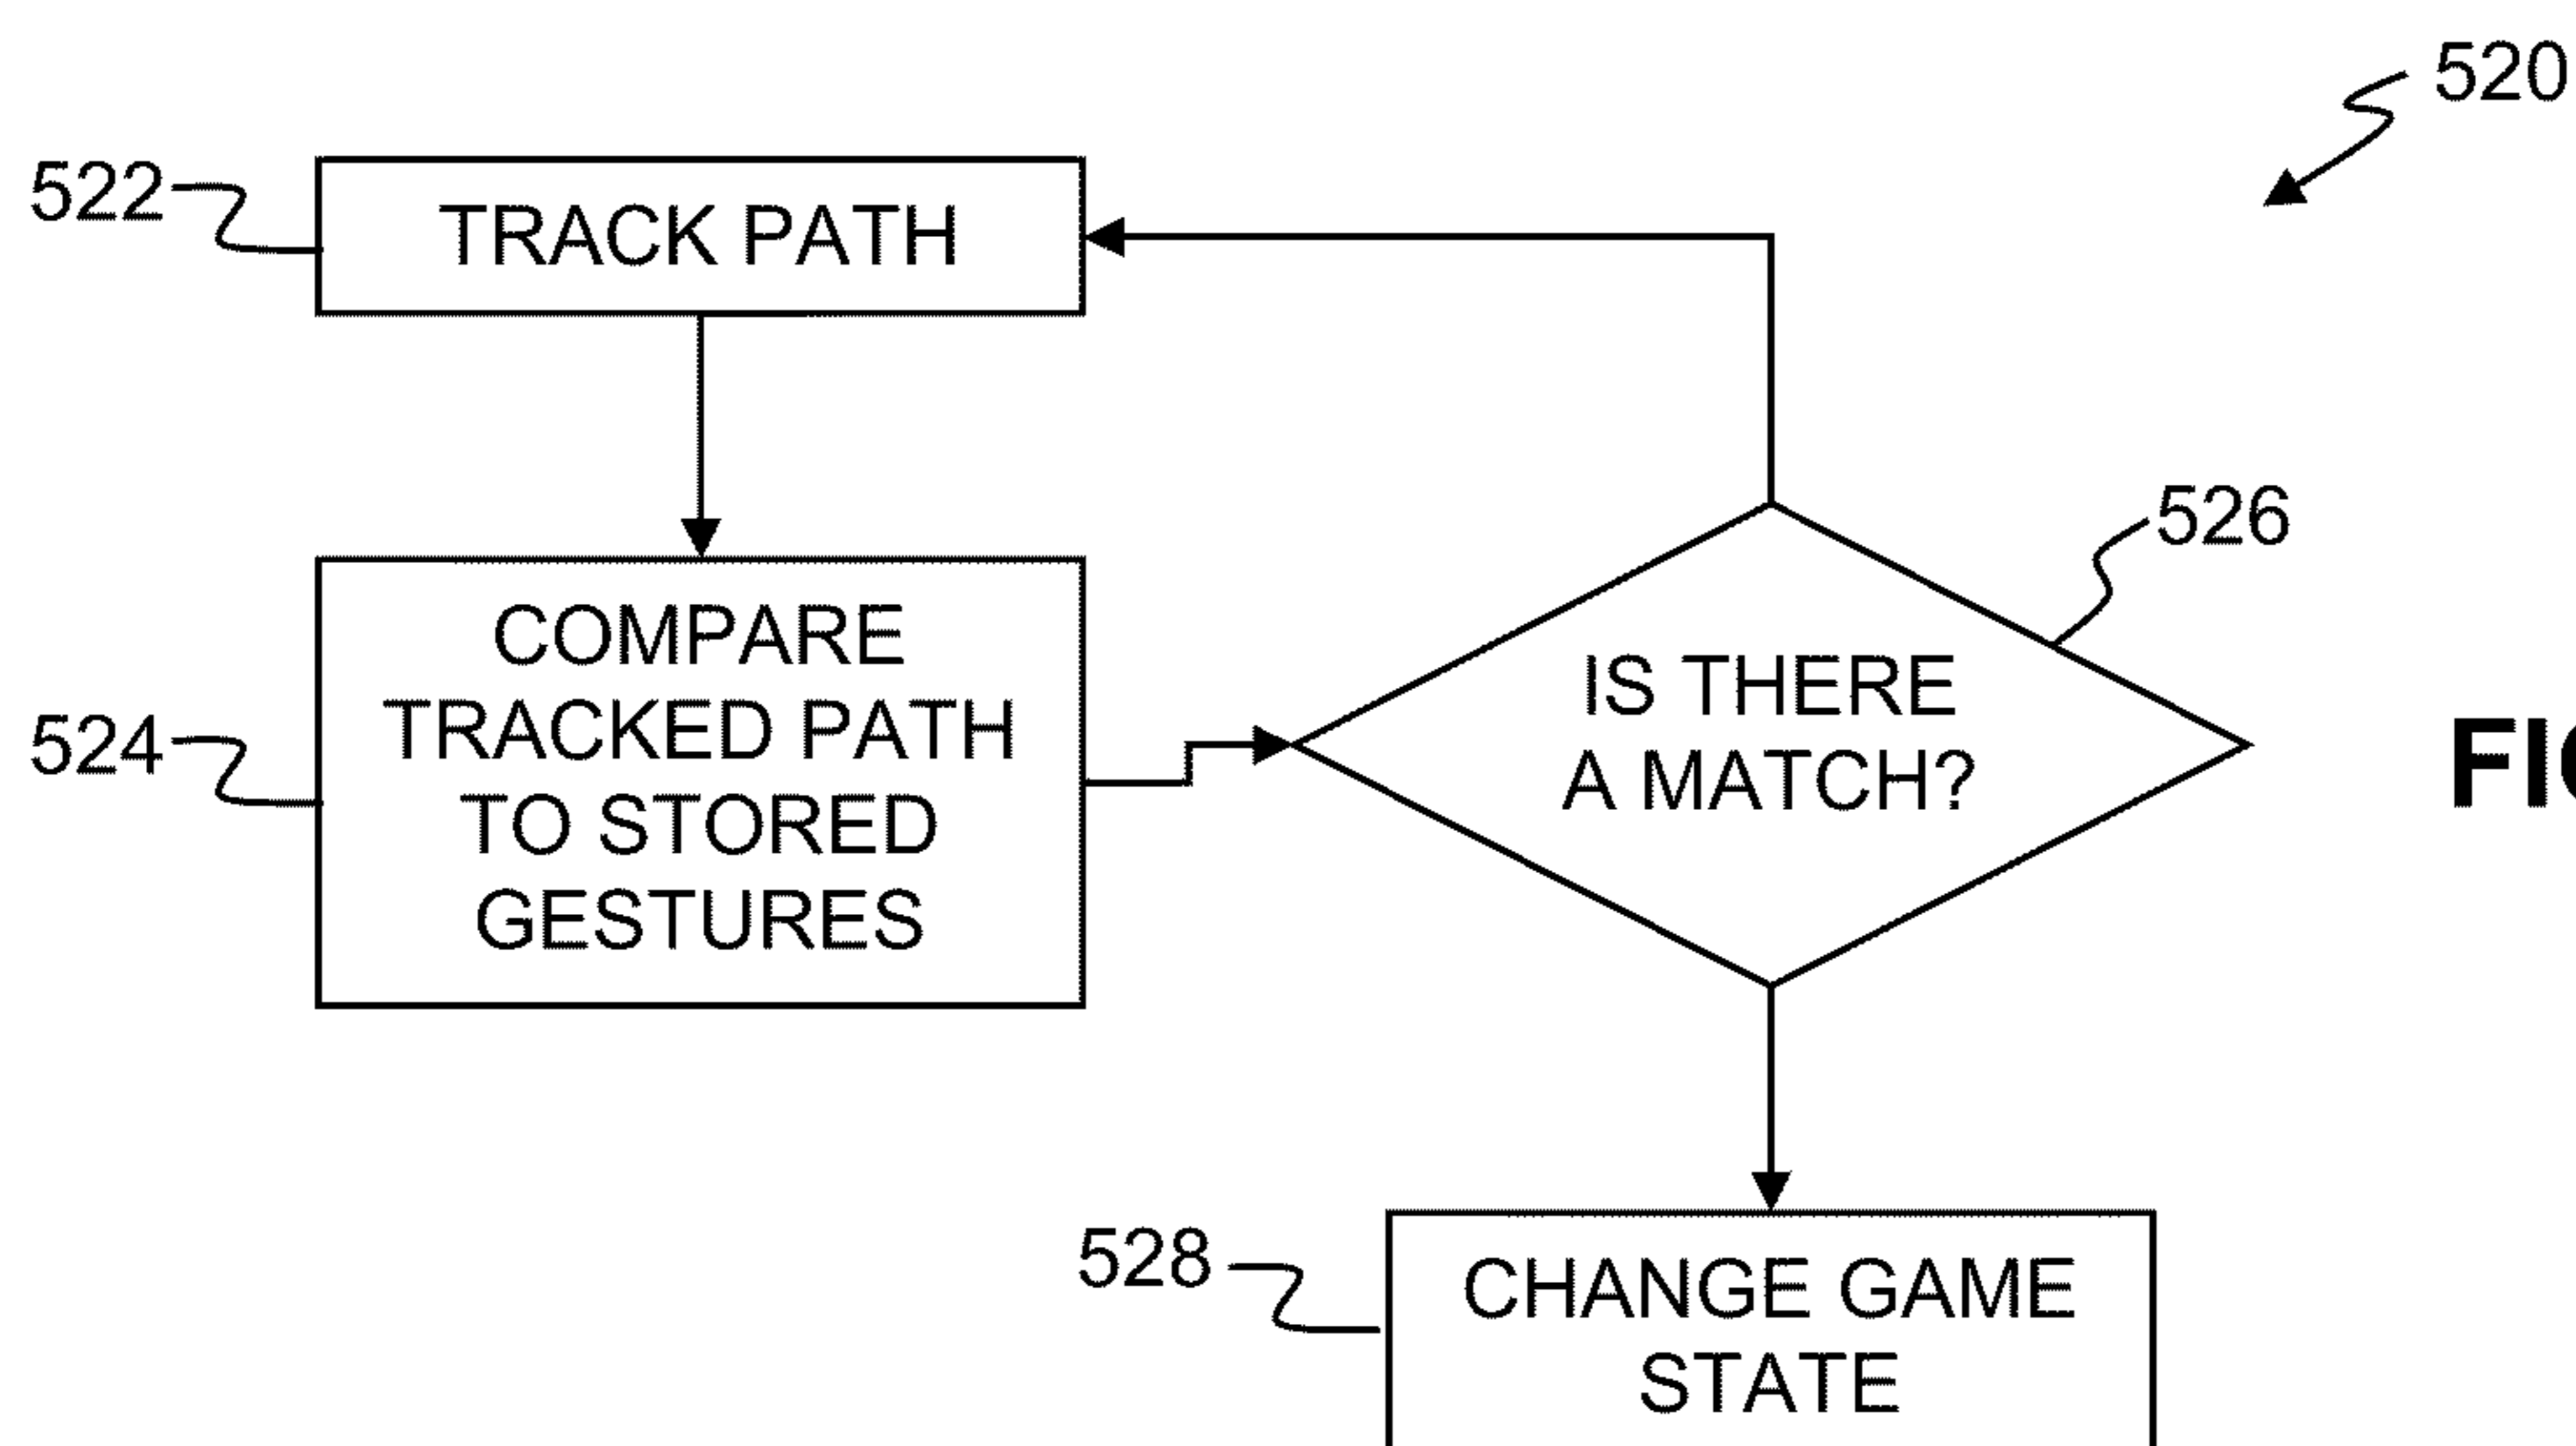 520
522
TRACK PATH
526
COMPARE
TRACKED PATH
TO STORED
GESTURES
524
IS THERE
A MATCH?
528
CHANGE GAME
STATE